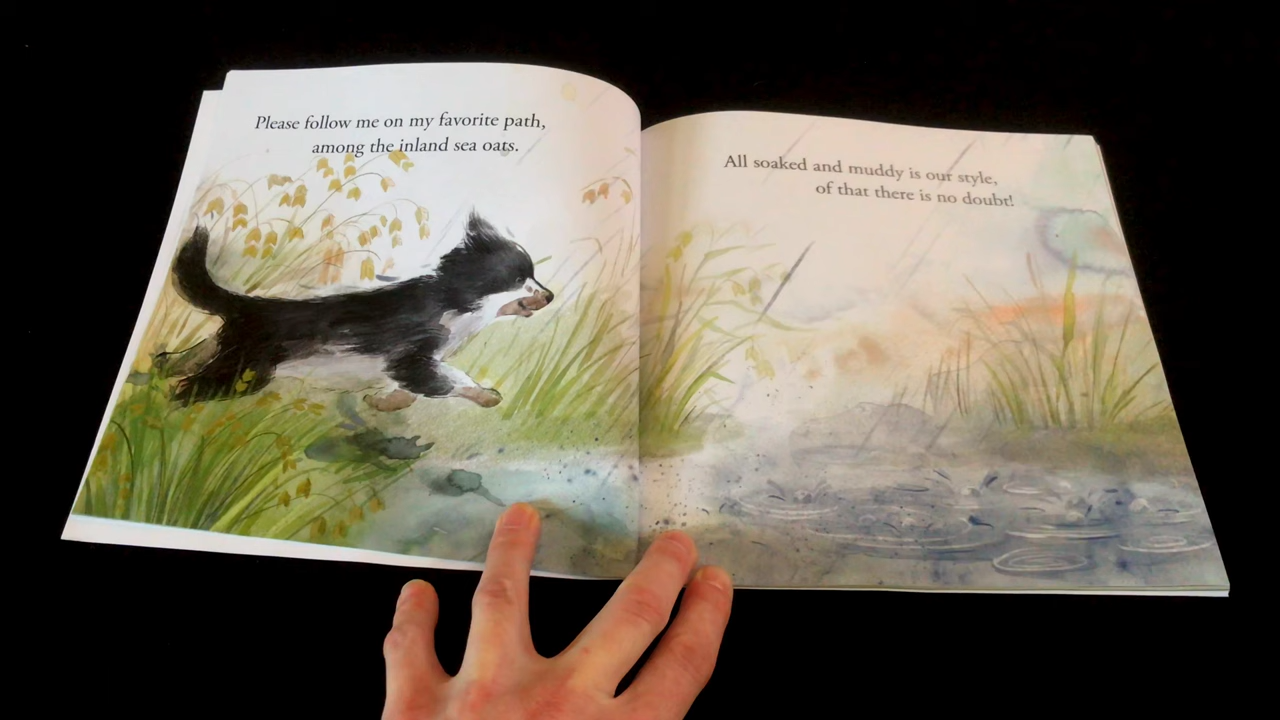 Please follow me on my favorite path,
among the inland sea oats.
All soaked and muddy is our style,
of that there is no doubt!